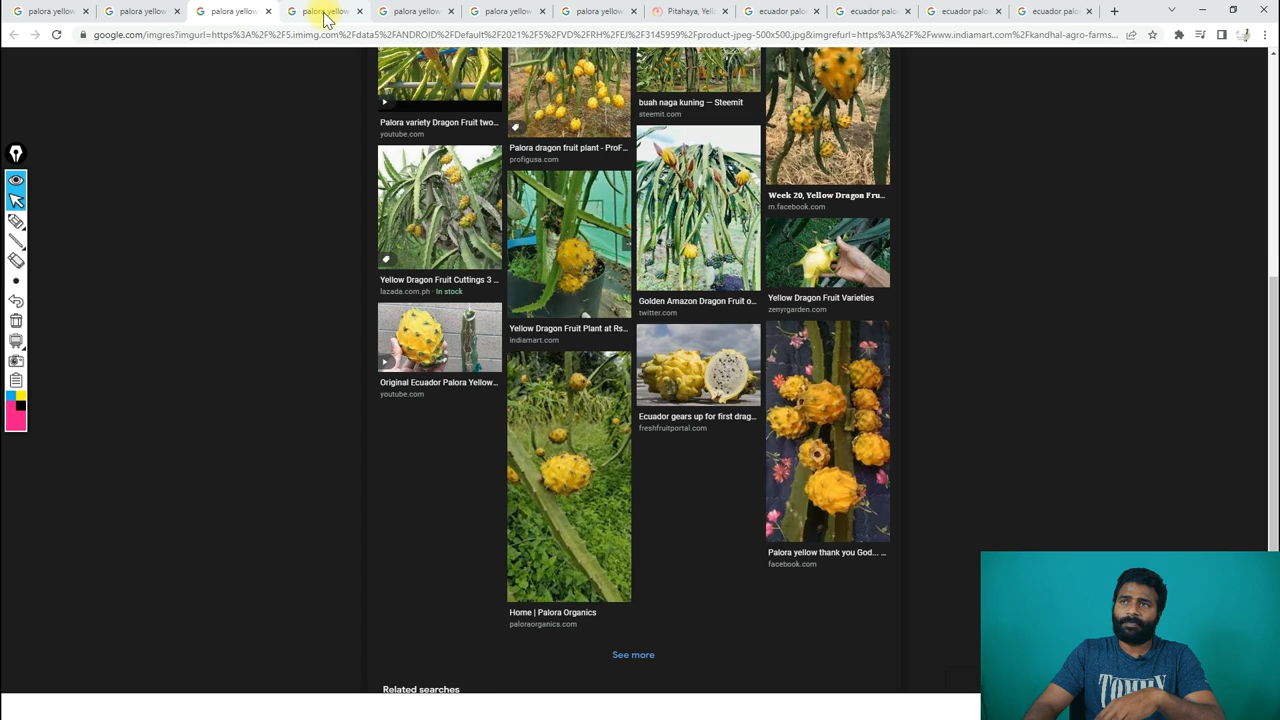 palora yellow
palora yellow
palora yellow
palora yellow
palora yellow
palora yellow
palora yellow
Pitahaya, Yel
ecuador palo
ecuador palo
ecuador palo
ecuador palo
google.com/imgres?imgurl=https%3A%2F%2F5.imimg.com%2Fdata5%2FANDROID%2FDefault%2F2021%2F5%2FVD%2FRH%2FEJ%2F3145959%2Fproduct-jpeg-500x500.jpg&imgrefurl=https%3A%2F%2Fwww.indiamart.com%2Fkandhal-agro-farms...
Palora variety Dragon Fruit two...
youtube.com
Yellow Dragon Fruit Cuttings 3 ...
lazada.com.ph · In stock
Original Ecuador Palora Yellow...
youtube.com
Palora dragon fruit plant - ProF...
profigusa.com
Yellow Dragon Fruit Plant at Rs...
indiamart.com
Home | Palora Organics
paloraorganics.com
buah naga kuning — Steemit
steemit.com
Golden Amazon Dragon Fruit o...
twitter.com
Ecuador gears up for first drag...
freshfruitportal.com
Week 20, Yellow Dragon Fru...
m.facebook.com
Yellow Dragon Fruit Varieties
zenyrgarden.com
Palora yellow thank you God... ...
facebook.com
See more
Related searches